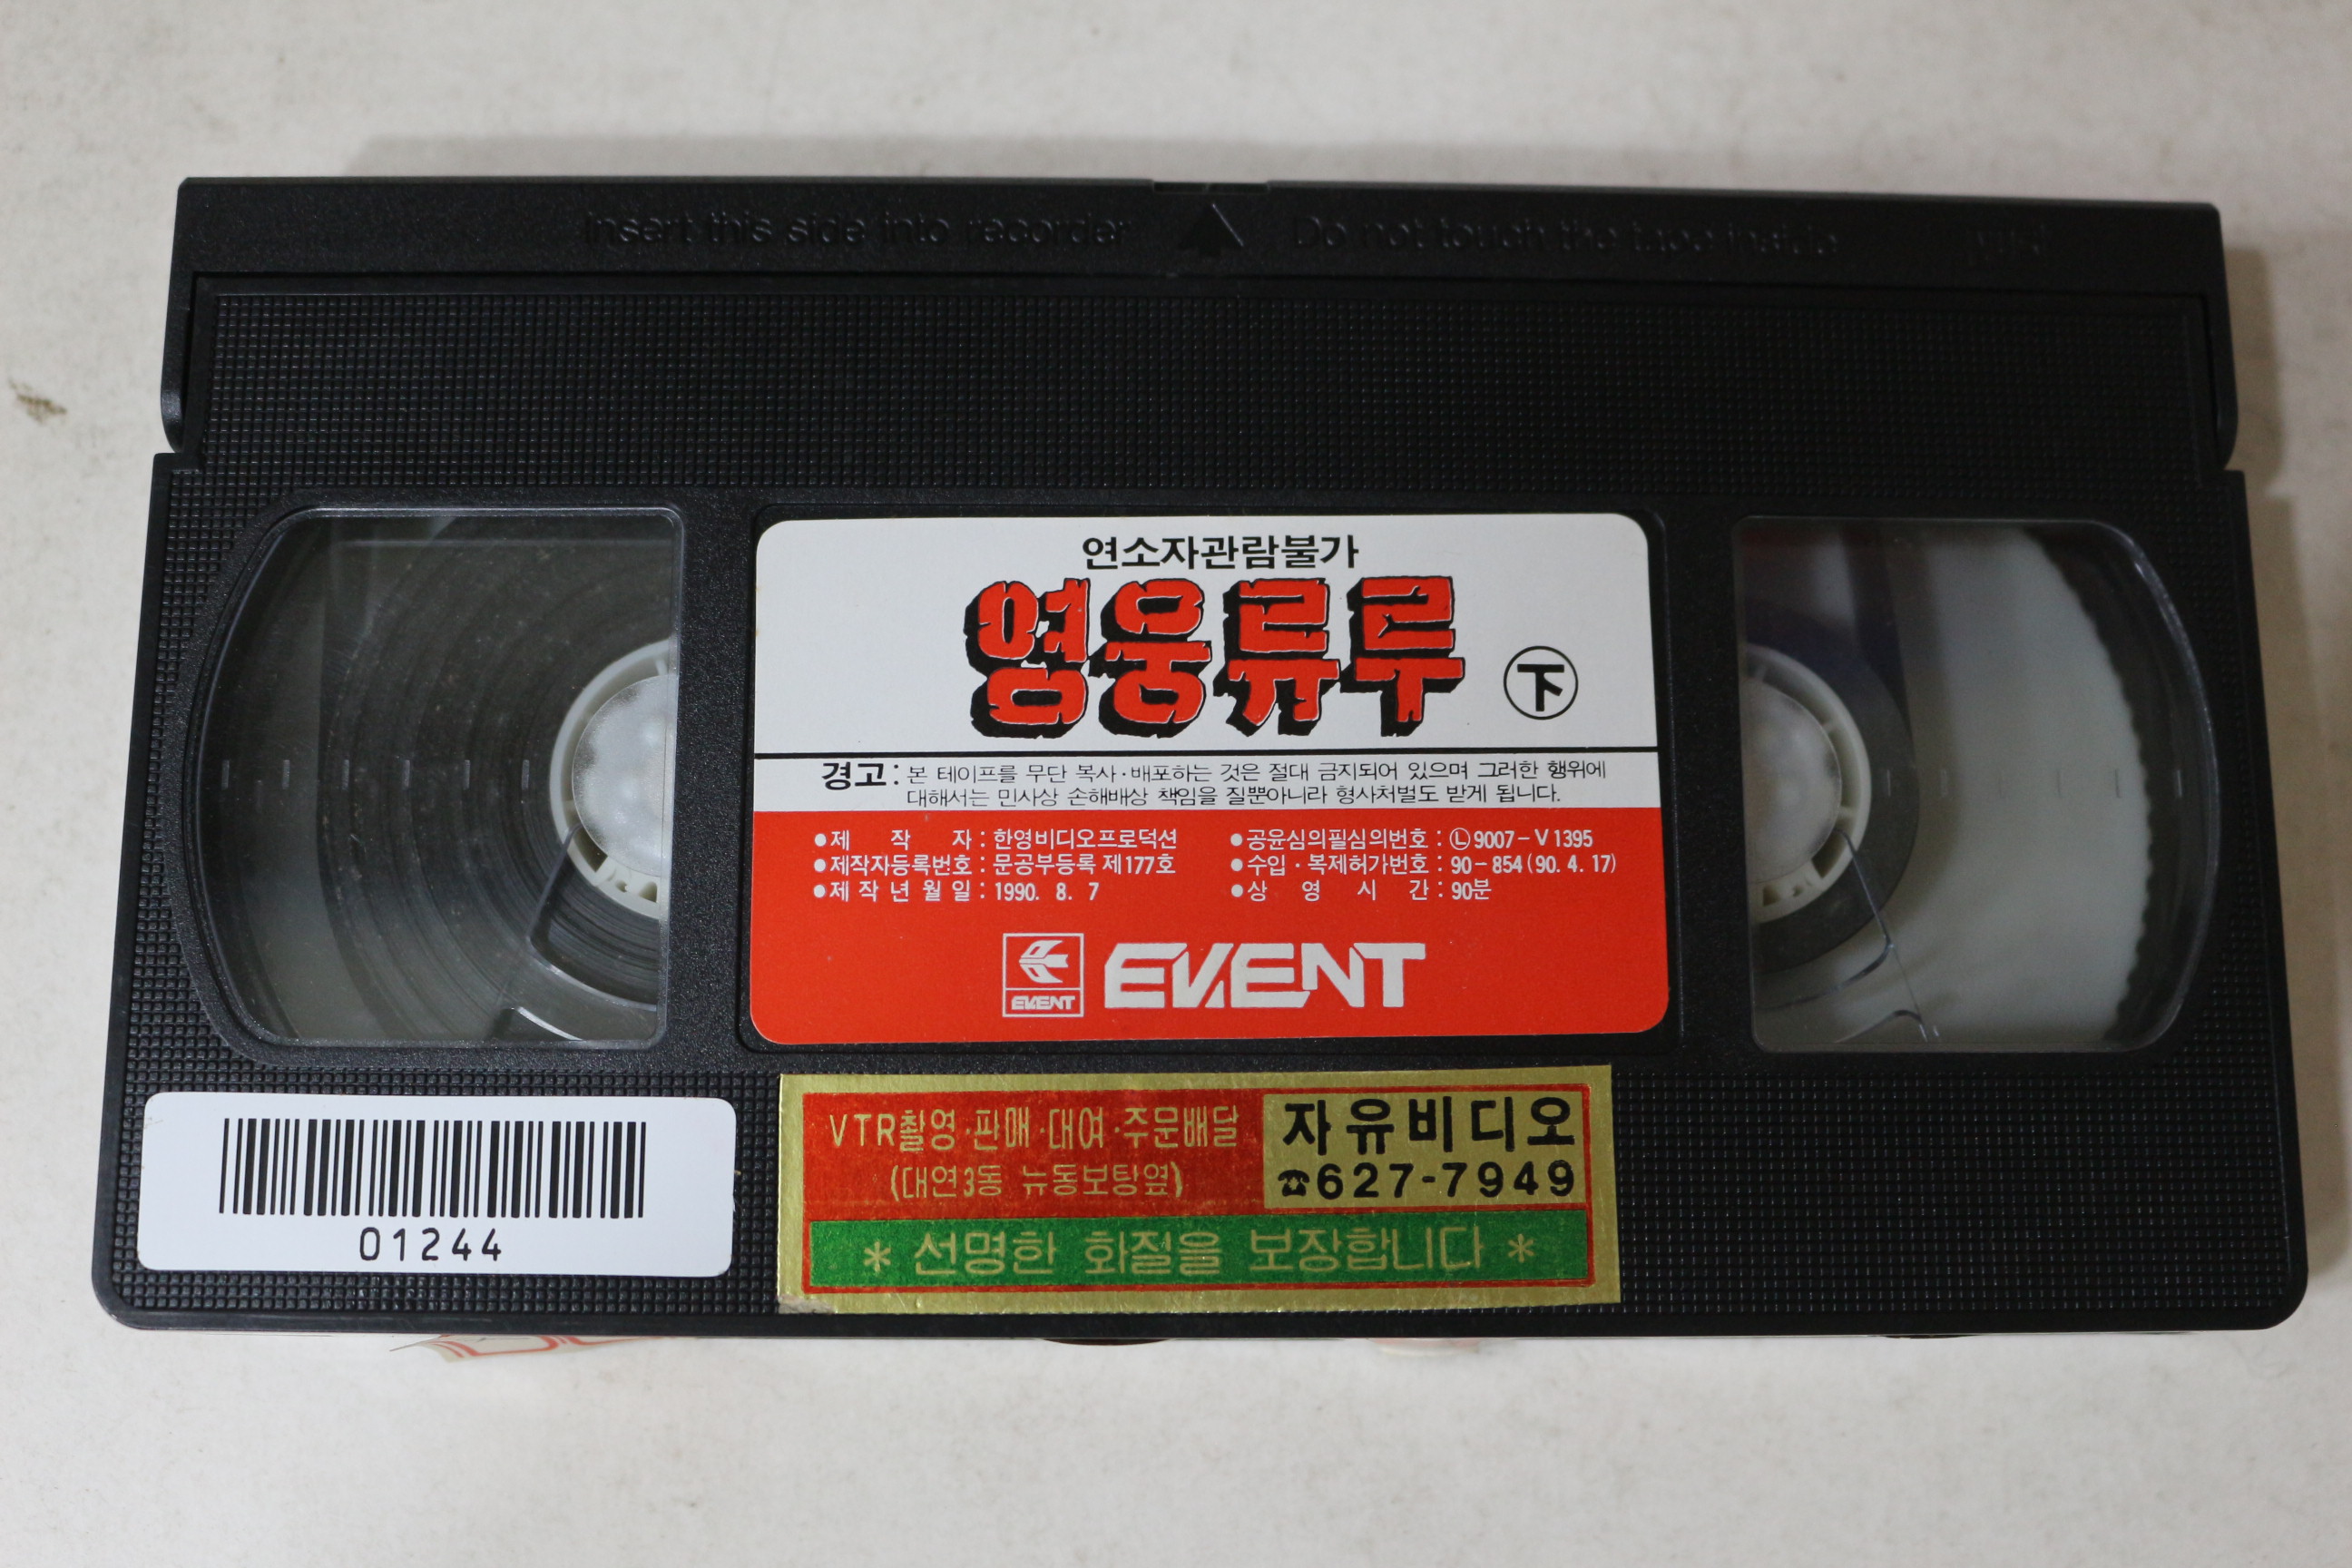 Insert this side into recorder
Do not touch the tape inside
연소자관람불가
영웅류루
下
경고: 본 테이프를 무단 복사·배포하는 것은 절대 금지되어 있으며 그러한 행위에
대해서는 민사상 손해배상 책임을 질뿐아니라 형사처벌도 받게 됩니다.
●제 작 자: 한영비디오프로덕션
●제작자등록번호: 문공부등록 제177호
●제작년월일: 1990. 8. 7
●공윤심의필심의번호: Ⓛ9007-V1395
●수입·복제허가번호: 90-854(90. 4. 17)
●상 영 시 간: 90분
EVENT
EVENT
VTR촬영·판매·대여·주문배달
(대연3동 뉴동보탕옆)
자유비디오
☎627-7949
* 선명한 화질을 보장합니다 *
01244